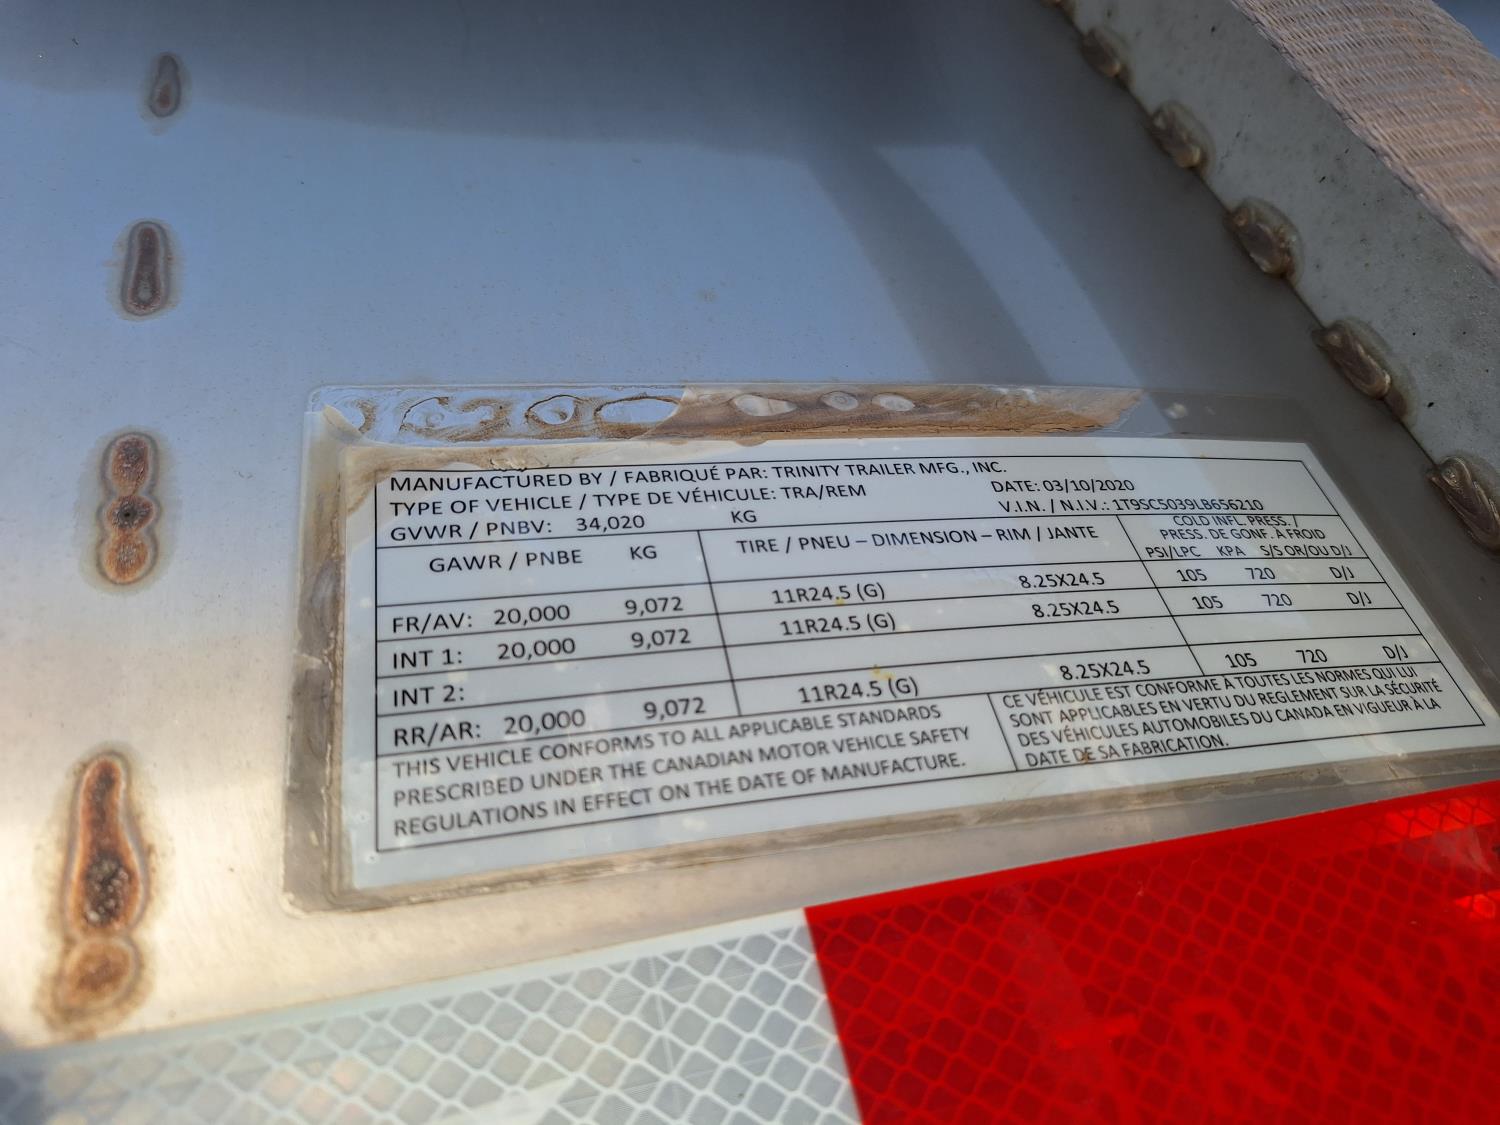 MANUFACTURED BY / FABRIQUÉ PAR: TRINITY TRAILER MFG., INC.
TYPE OF VEHICLE / TYPE DE VÉHICULE: TRA/REM DATE: 03/10/2020
GVWR / PNBV: 34,020 KG V.I.N. / N.I.V.: 1T9SC5039LB656210
GAWR / PNBE KG TIRE / PNEU – DIMENSION – RIM / JANTE COLD INFL. PRESS. /
PRESS. DE GONF. A FROID
PSI/LPC KPA S/S OR/OU D/J
FR/AV: 20,000 9,072 11R24.5 (G) 8.25X24.5 105 720 D/J
INT 1: 20,000 9,072 11R24.5 (G) 8.25X24.5 105 720 D/J
INT 2:
RR/AR: 20,000 9,072 11R24.5 (G) 8.25X24.5 105 720 D/J
THIS VEHICLE CONFORMS TO ALL APPLICABLE STANDARDS
PRESCRIBED UNDER THE CANADIAN MOTOR VEHICLE SAFETY
REGULATIONS IN EFFECT ON THE DATE OF MANUFACTURE.
CE VÉHICULE EST CONFORME À TOUTES LES NORMES QUI LUI
SONT APPLICABLES EN VERTU DU REGLEMENT SUR LA SÉCURITÉ
DES VÉHICULES AUTOMOBILES DU CANADA EN VIGUEUR À LA
DATE DE SA FABRICATION.